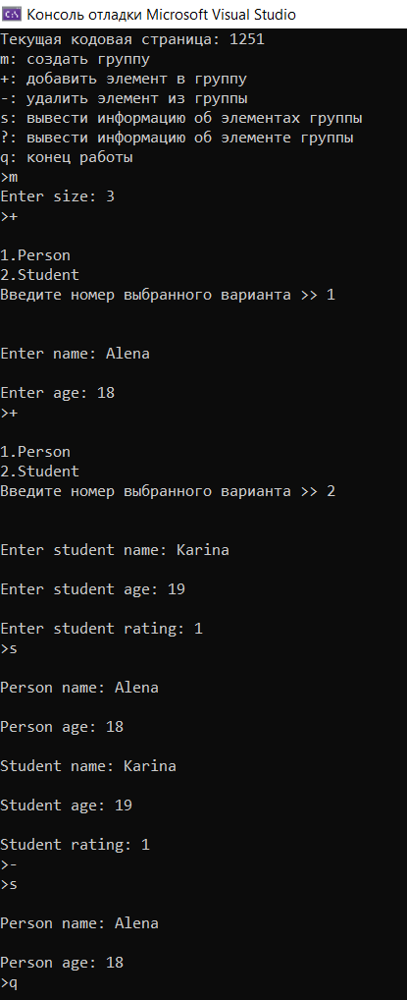 Консоль отладки Microsoft Visual Studio
Текущая кодовая страница: 1251
m: создать группу
+: добавить элемент в группу
-: удалить элемент из группы
s: вывести информацию об элементах группы
?: вывести информацию об элементе группы
q: конец работы
>m
Enter size: 3
>+
1.Person
2.Student
Введите номер выбранного варианта >> 1
Enter name: Alena
Enter age: 18
>+
1.Person
2.Student
Введите номер выбранного варианта >> 2
Enter student name: Karina
Enter student age: 19
Enter student rating: 1
>s
Person name: Alena
Person age: 18
Student name: Karina
Student age: 19
Student rating: 1
>-
>s
Person name: Alena
Person age: 18
>q